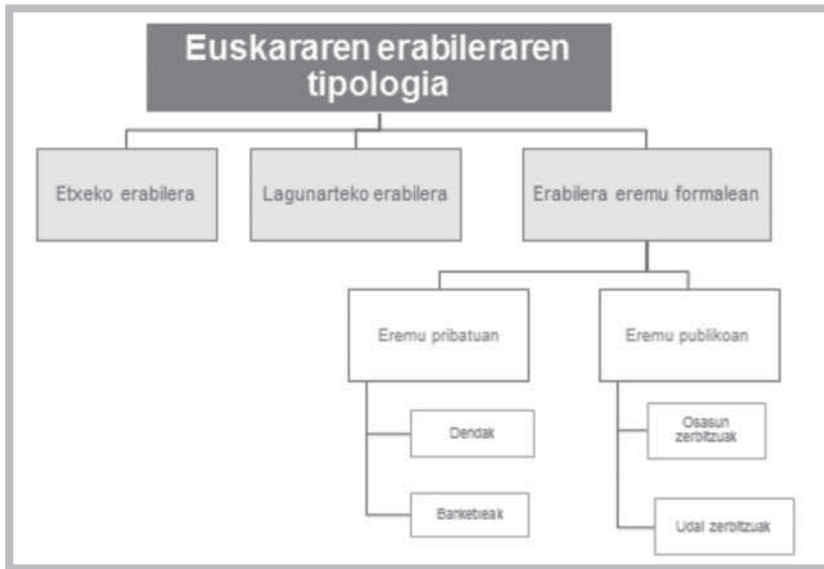 Euskararen erabileraren
tipologia
Etxeko erabilera
Lagunarteko erabilera
Erabilera eremu formalean
Eremu pribatuan
Eremu publikoan
Dendak
Osasun
zerbitzuak
Banketxeak
Udal zerbitzuak